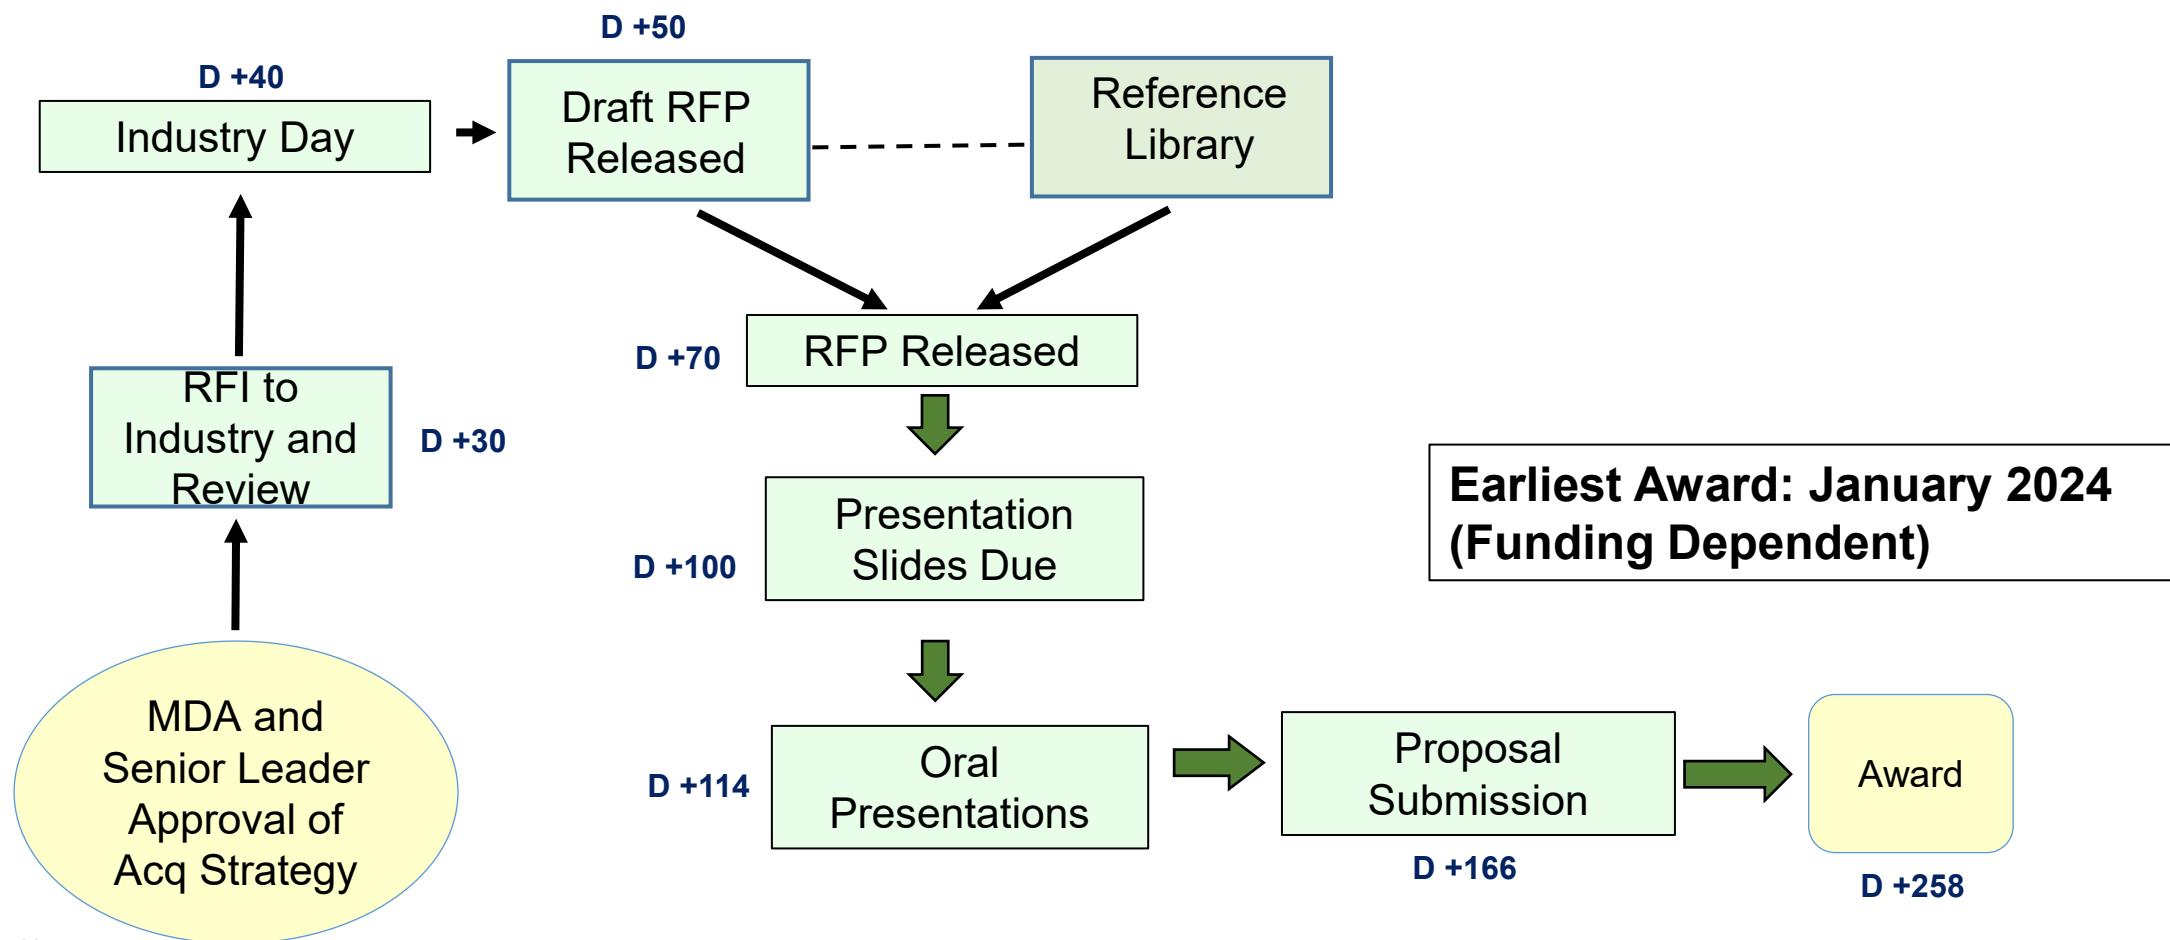 D +50
D +40
Industry Day
Draft RFP
Released
Reference
Library
D +70
RFP Released
RFI to
Industry and
Review
D +30
Presentation
Slides Due
D +100
Earliest Award: January 2024
(Funding Dependent)
MDA and
Senior Leader
Approval of
Acq Strategy
D +114
Oral
Presentations
Proposal
Submission
D +166
Award
D +258